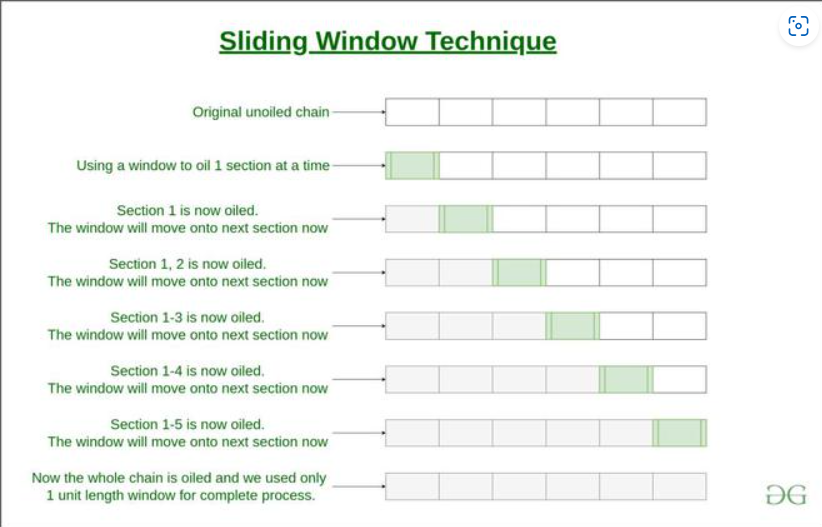 Sliding Window Technique
Original unoiled chain
Using a window to oil 1 section at a time
Section 1 is now oiled.
The window will move onto next section now
Section 1, 2 is now oiled.
The window will move onto next section now
Section 1-3 is now oiled.
The window will move onto next section now
Section 1-4 is now oiled.
The window will move onto next section now
Section 1-5 is now oiled.
The window will move onto next section now
Now the whole chain is oiled and we used only
1 unit length window for complete process.